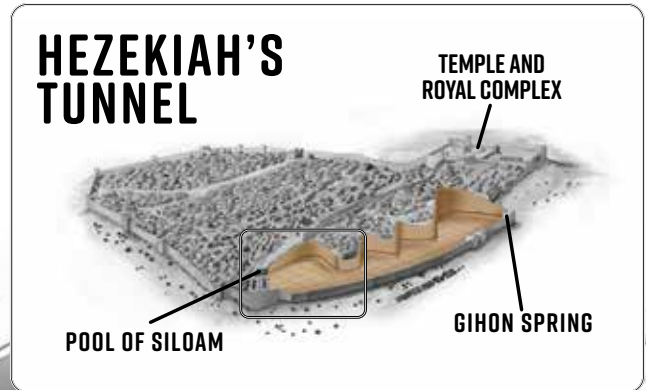 HEZEKIAH'S
TUNNEL
TEMPLE AND
ROYAL COMPLEX
POOL OF SILOAM
GIHON SPRING